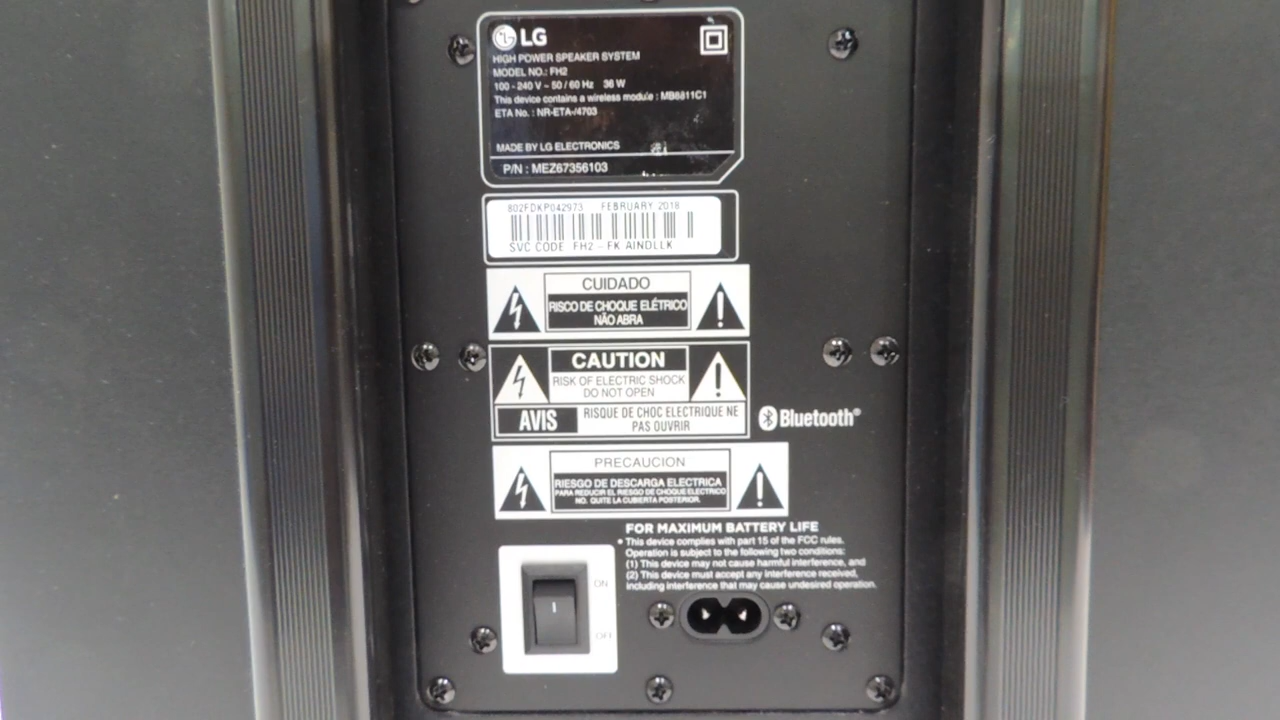 LG
HIGH POWER SPEAKER SYSTEM
MODEL NO.: FH2
100 - 240 V ~ 50 / 60 Hz 36 W
This device contains a wireless module : MB8811C1
ETA No. : NR-ETA-/4703
MADE BY LG ELECTRONICS
P/N : MEZ67356103
802FDKP042973 FEBRUARY.2018
SVC CODE :FH2 - FK AINDLLK
CUIDADO
RISCO DE CHOQUE ELÉTRICO
NÃO ABRA
CAUTION
RISK OF ELECTRIC SHOCK
DO NOT OPEN
AVIS
RISQUE DE CHOC ELECTRIQUE NE
PAS OUVRIR
Bluetooth®
PRECAUCION
RIESGO DE DESCARGA ELECTRICA
PARA REDUCIR EL RIESGO DE CHOQUE ELECTRICO
NO. QUITE LA CUBIERTA POSTERIOR.
FOR MAXIMUM BATTERY LIFE
• This device complies with part 15 of the FCC rules.
Operation is subject to the following two conditions:
(1) This device may not cause harmful interference, and
(2) This device must accept any interference received,
including interference that may cause undesired operation.
ON
I
OFF